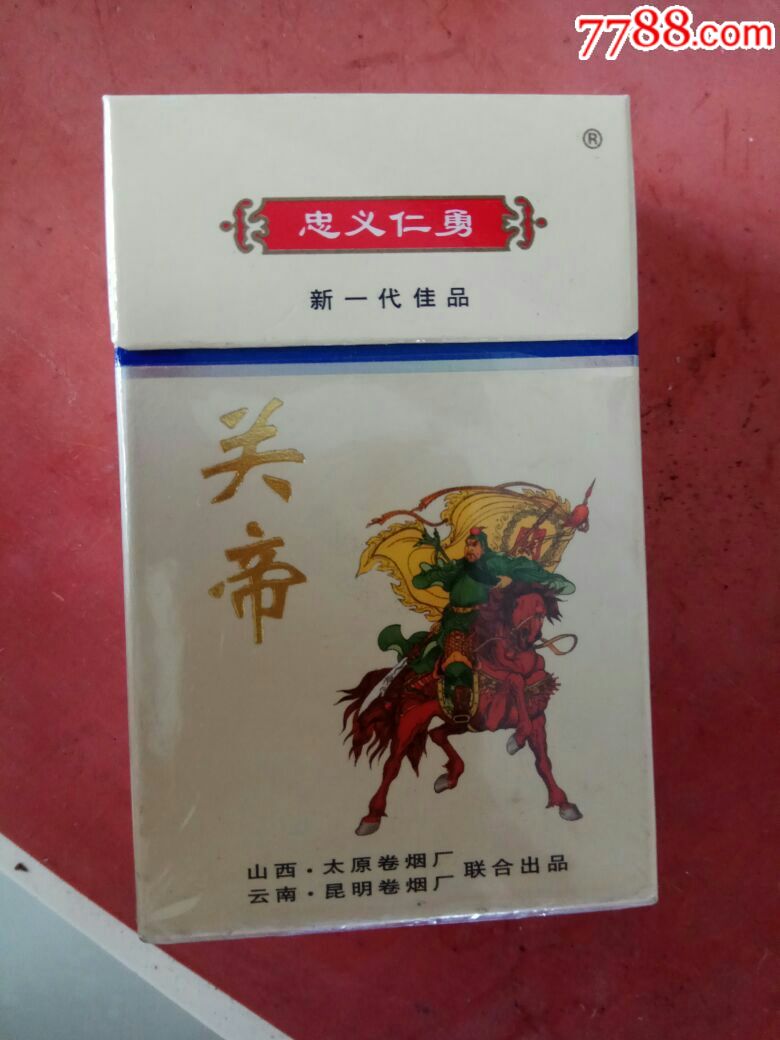 7788.com
®
忠义仁勇
新一代佳品
关帝
山西·太原卷烟厂
云南·昆明卷烟厂 联合出品